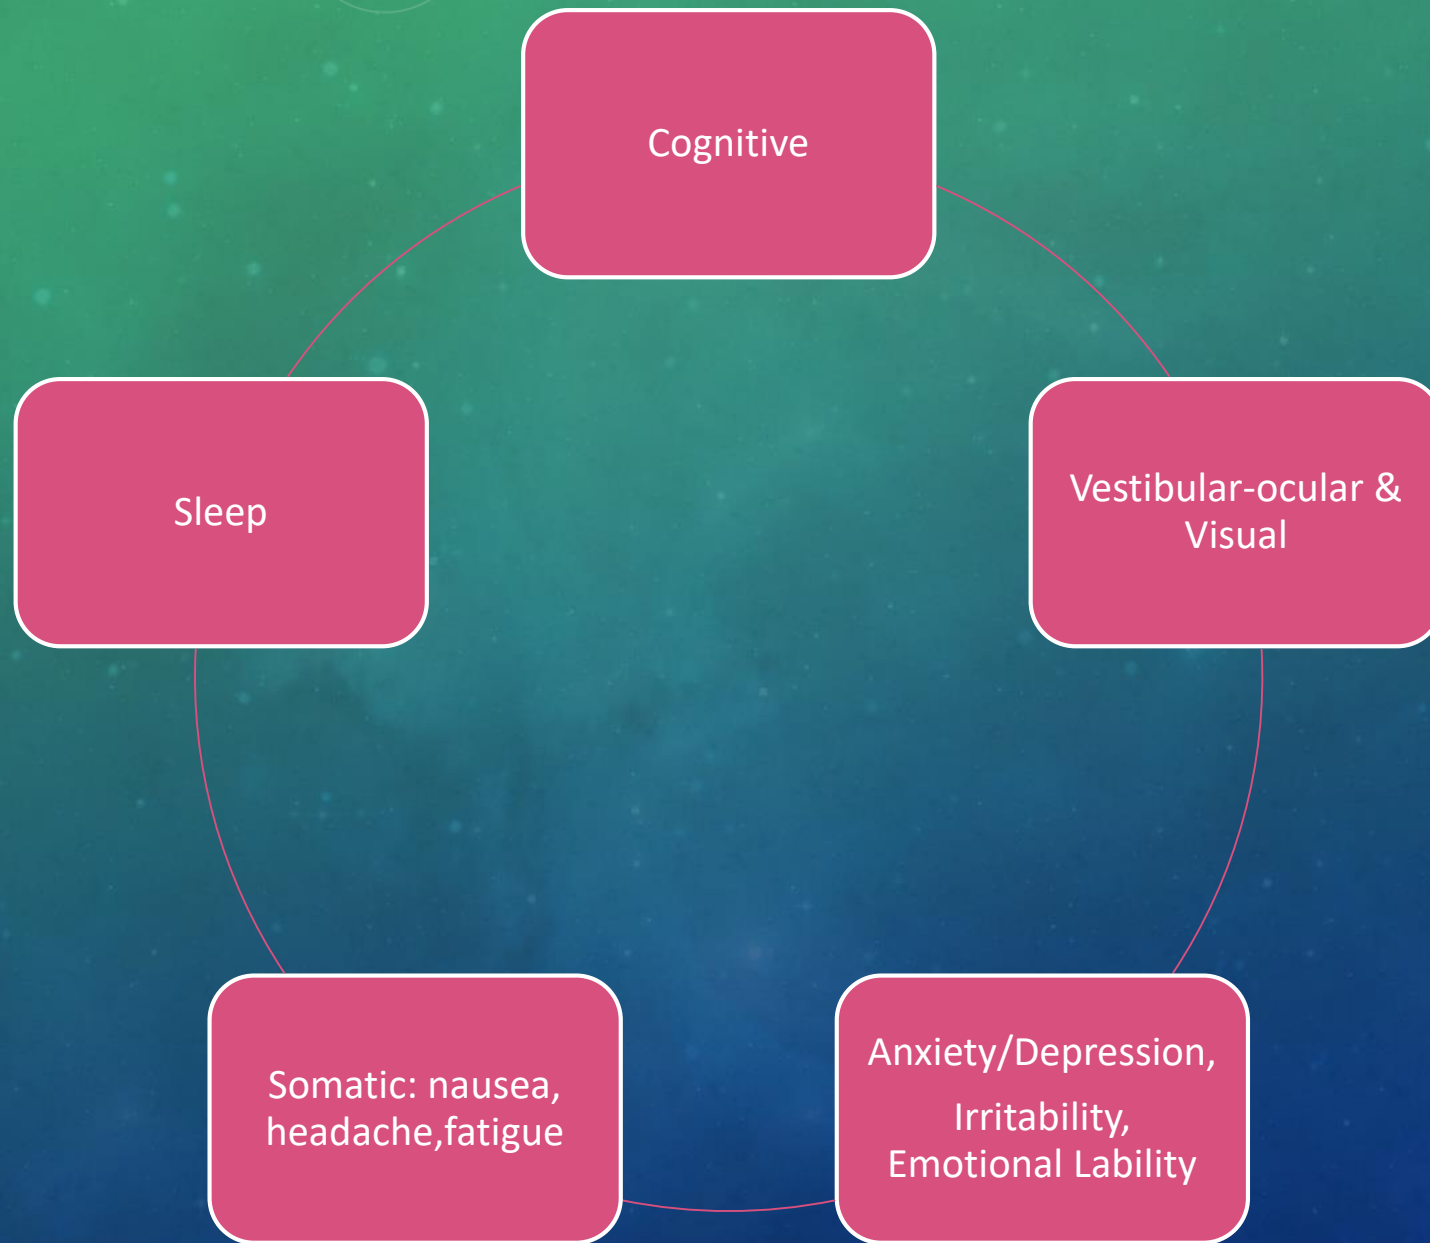 Cognitive
Vestibular-ocular &
Visual
Anxiety/Depression,
Irritability,
Emotional Lability
Somatic: nausea,
headache,fatigue
Sleep